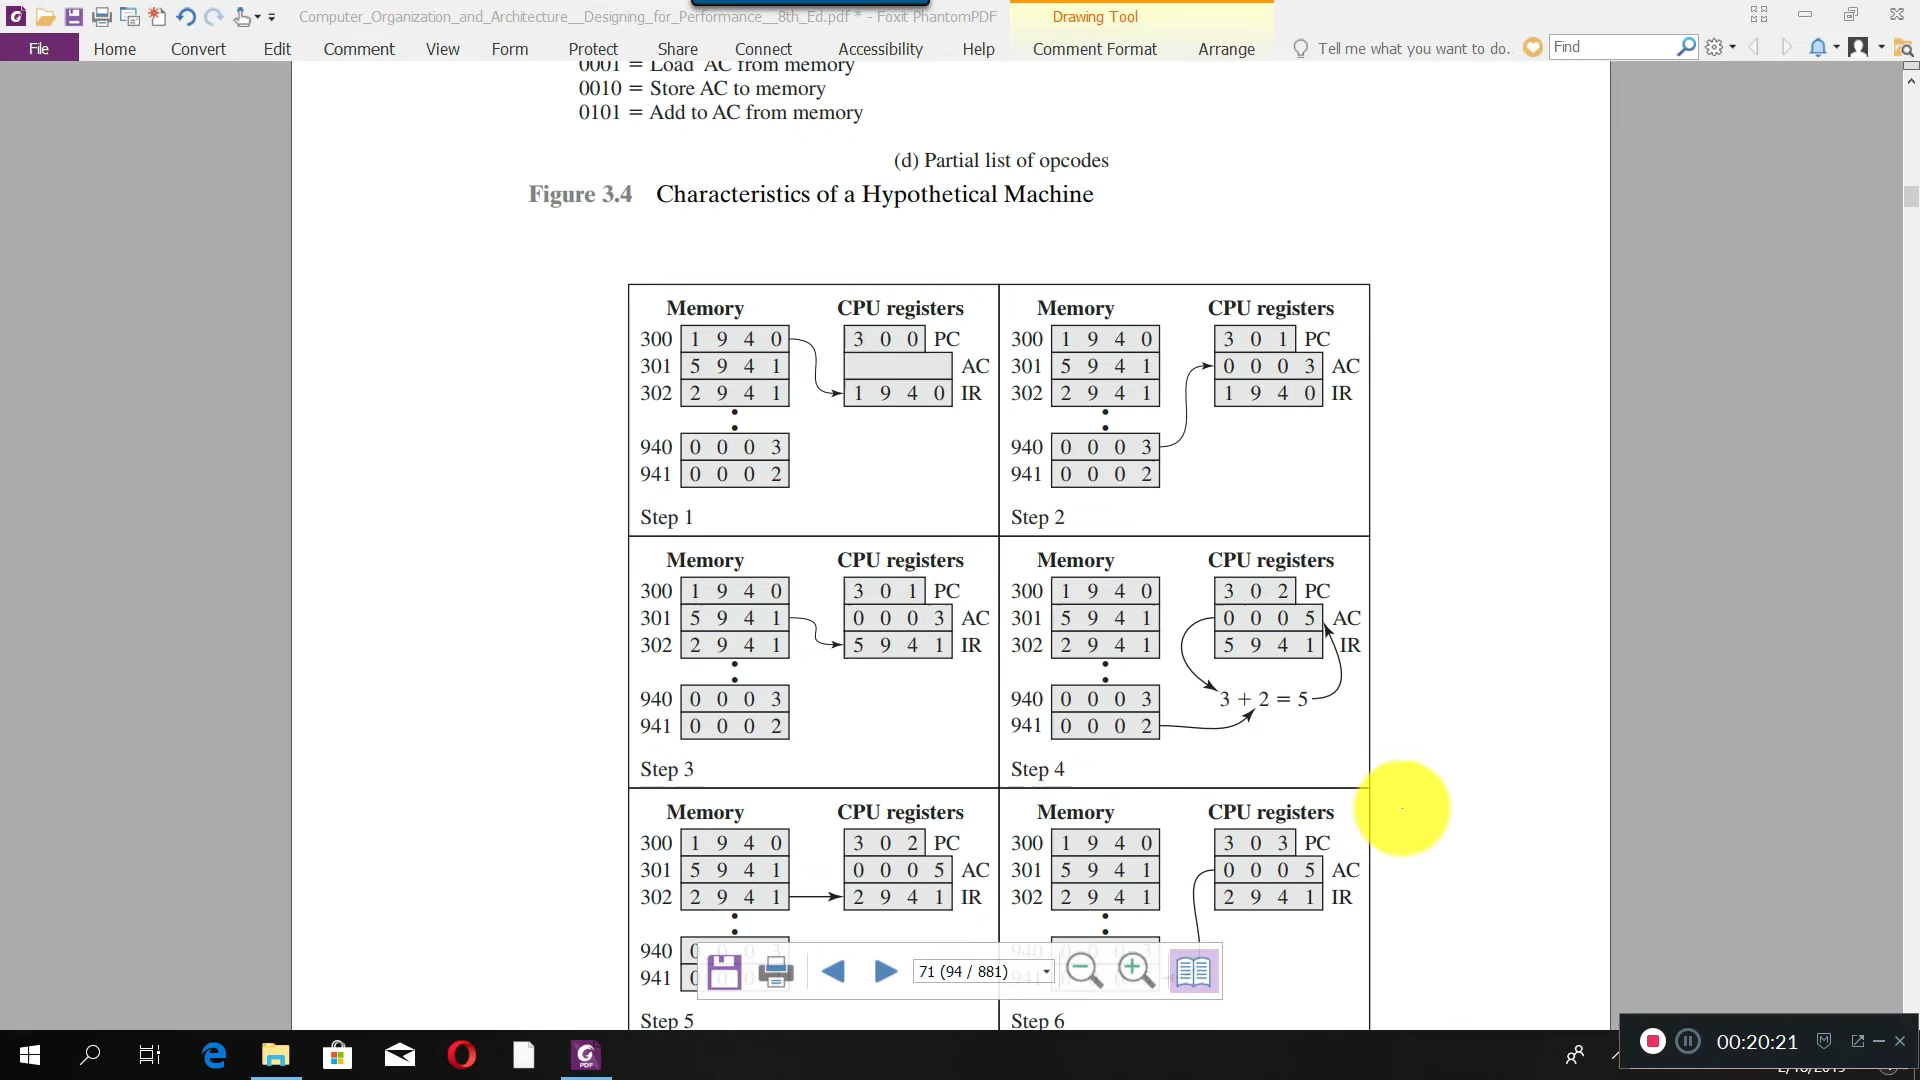 Computer_Organization_and_Architecture__Designing_for_Performance__8th_Ed.pdf * - Foxit PhantomPDF
Drawing Tool
File Home Convert Edit Comment View Form Protect Share Connect Accessibility Help Comment Format Arrange Tell me what you want to do.. Find
0001 = Load AC from memory
0010 = Store AC to memory
0101 = Add to AC from memory
(d) Partial list of opcodes
Figure 3.4 Characteristics of a Hypothetical Machine
Memory CPU registers
300 1 9 4 0 3 0 0 PC
301 5 9 4 1 AC
302 2 9 4 1 1 9 4 0 IR
940 0 0 0 3
941 0 0 0 2
Step 1
Memory CPU registers
300 1 9 4 0 3 0 1 PC
301 5 9 4 1 0 0 0 3 AC
302 2 9 4 1 1 9 4 0 IR
940 0 0 0 3
941 0 0 0 2
Step 2
Memory CPU registers
300 1 9 4 0 3 0 1 PC
301 5 9 4 1 0 0 0 3 AC
302 2 9 4 1 5 9 4 1 IR
940 0 0 0 3
941 0 0 0 2
Step 3
Memory CPU registers
300 1 9 4 0 3 0 2 PC
301 5 9 4 1 0 0 0 5 AC
302 2 9 4 1 5 9 4 1 IR
940 0 0 0 3 3 + 2 = 5
941 0 0 0 2
Step 4
Memory CPU registers
300 1 9 4 0 3 0 2 PC
301 5 9 4 1 0 0 0 5 AC
302 2 9 4 1 2 9 4 1 IR
940
941
Step 5
Memory CPU registers
300 1 9 4 0 3 0 3 PC
301 5 9 4 1 0 0 0 5 AC
302 2 9 4 1 2 9 4 1 IR
940
941
Step 6
71 (94 / 881)
00:20:21